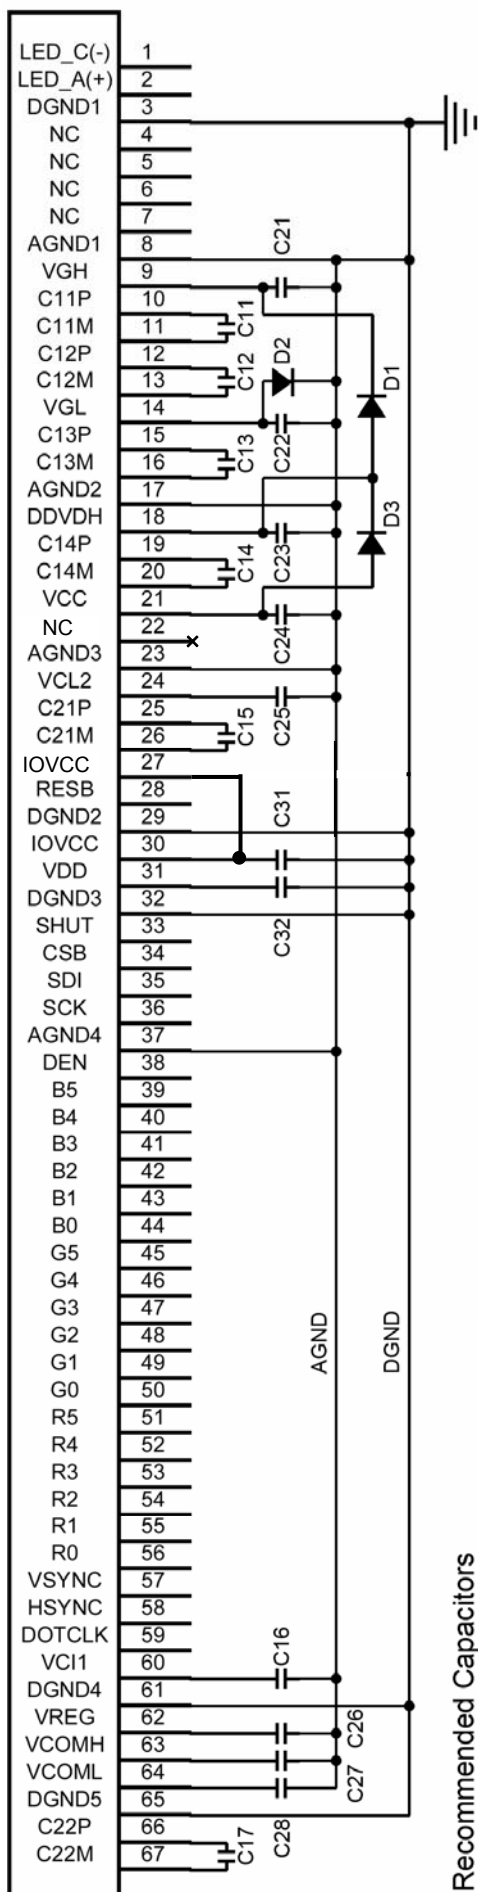 LED_C(-) 1
LED_A(+) 2
DGND1 3
NC 4
NC 5
NC 6
NC 7
AGND1 8
C21
VGH 9
C11P 10
C11M 11
C11
C12P 12
C12M 13
C12
D2
D1
VGL 14
C13P 15
C13M 16
C13
C22
AGND2 17
DDVDH 18
D3
C14P 19
C14M 20
C14
C23
VCC 21
NC 22
C24
AGND3 23
VCL2 24
C21P 25
C21M 26
C15
C25
IOVCC 27
RESB 28
C31
DGND2 29
IOVCC 30
VDD 31
DGND3 32
SHUT 33
C32
CSB 34
SDI 35
SCK 36
AGND4 37
DEN 38
B5 39
B4 40
B3 41
B2 42
B1 43
B0 44
G5 45
G4 46
G3 47
G2 48
G1 49
G0 50
AGND
DGND
R5 51
R4 52
R3 53
R2 54
R1 55
R0 56
VSYNC 57
HSYNC 58
DOTCLK 59
C16
VCI1 60
DGND4 61
VREG 62
VCOMH 63
C26
VCOML 64
C27
DGND5 65
C22P 66
C22M 67
C17
C28
Recommended Capacitors